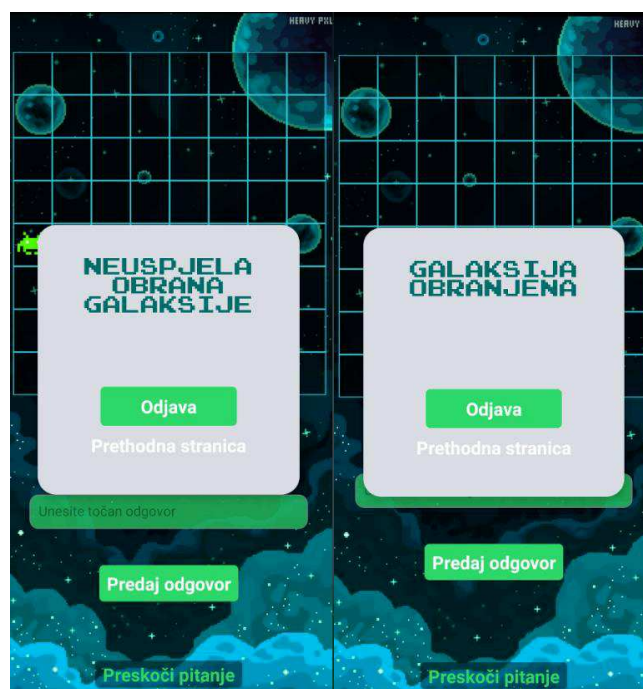 HEAVY PXL
NEUSPJELA
OBRANA
GALAKSIJE
Odjava
Prethodna stranica
Unesite točan odgovor
Predaj odgovor
Preskoči pitanje
HEAVY
GALAKSIJA
OBRANJENA
Odjava
Prethodna stranica
Predaj odgovor
Preskoči pitanje